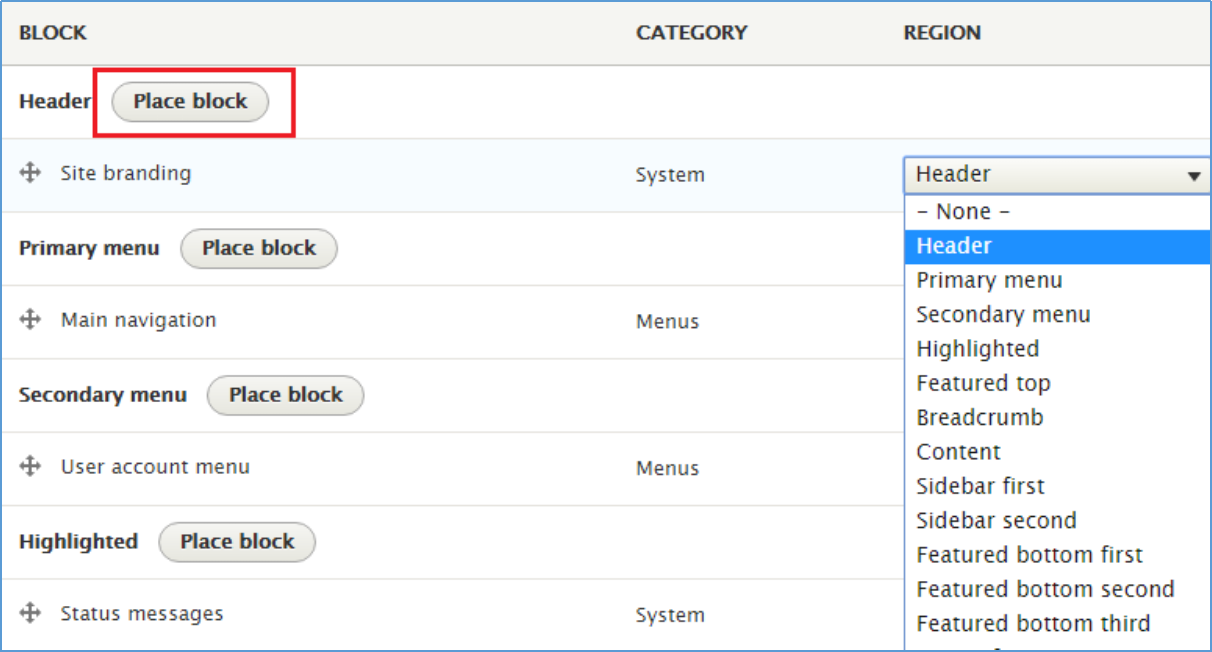 BLOCK CATEGORY REGION
Header Place block
Site branding System Header
- None -
Header
Primary menu Place block
Primary menu
Secondary menu
Main navigation Menus
Highlighted
Featured top
Secondary menu Place block
Breadcrumb
Content
User account menu Menus
Sidebar first
Sidebar second
Highlighted Place block
Featured bottom first
Featured bottom second
Status messages System
Featured bottom third